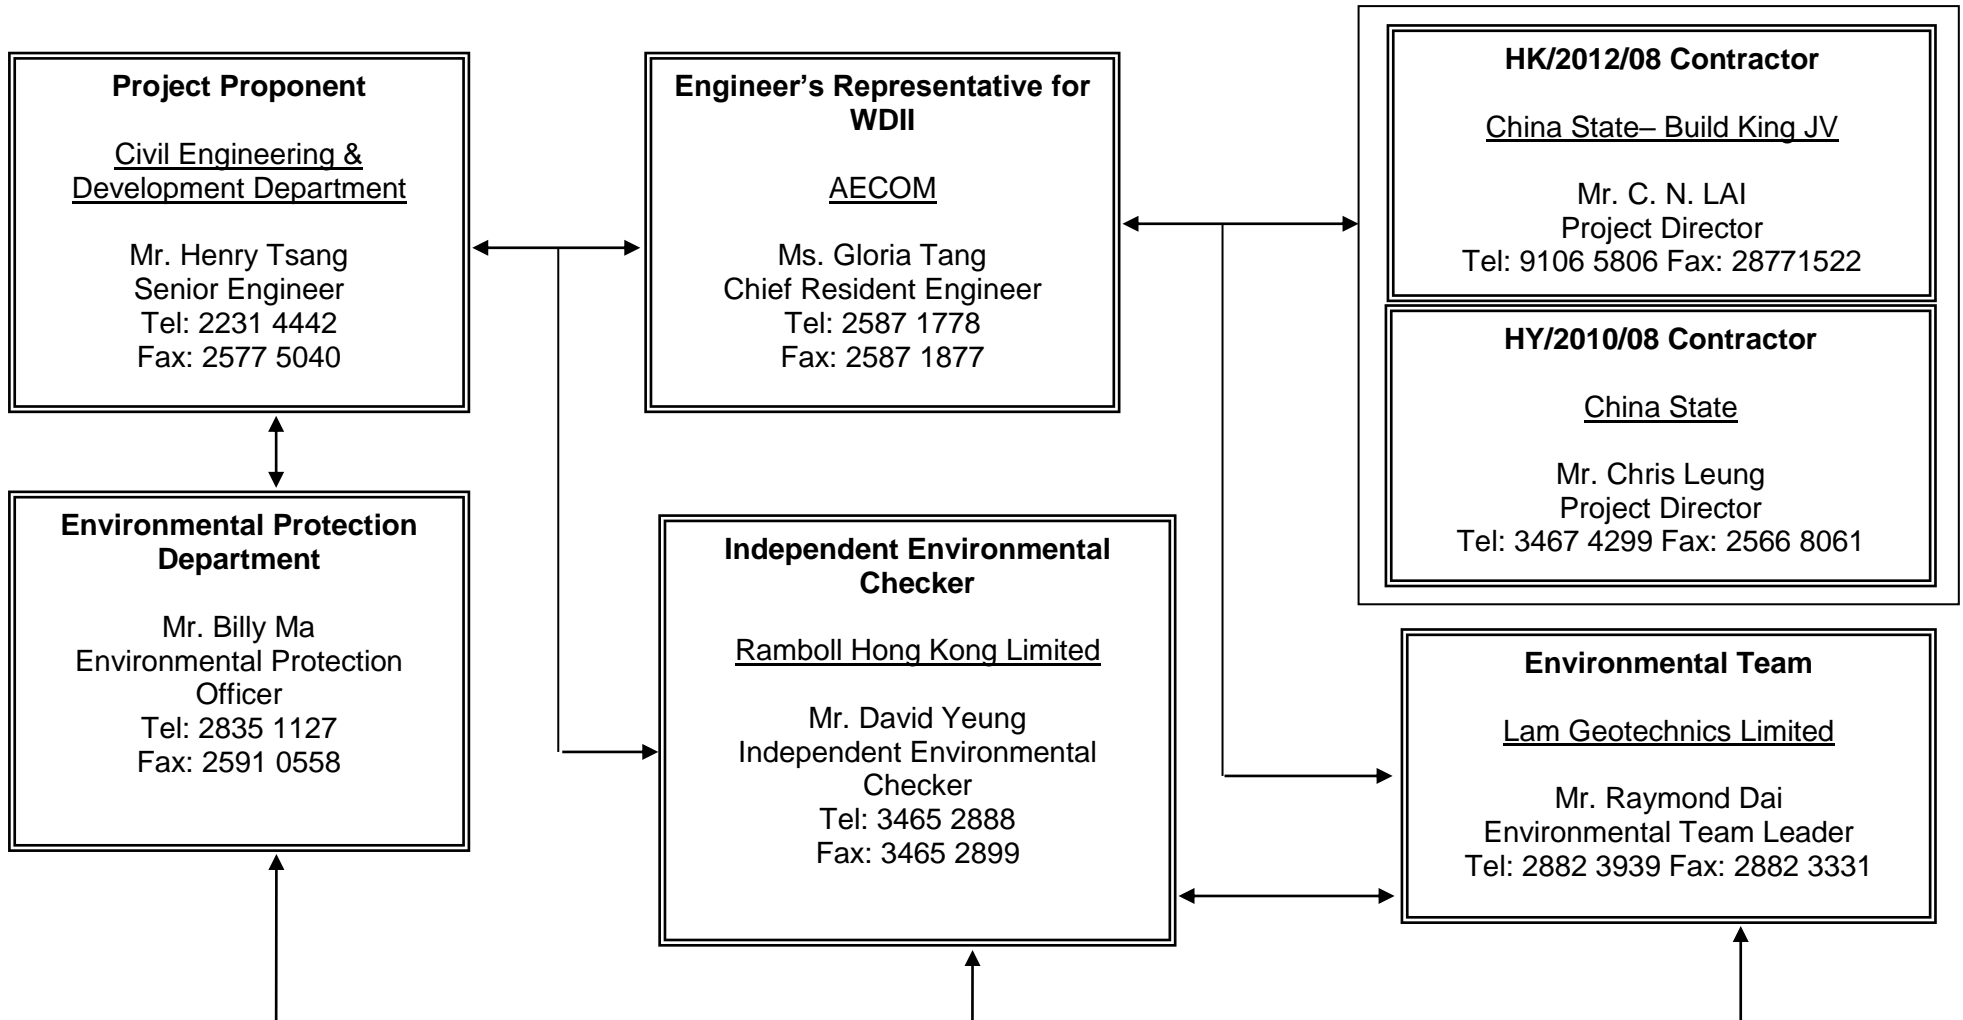 Project Proponent
Civil Engineering &
Development Department
Mr. Henry Tsang
Senior Engineer
Tel: 2231 4442
Fax: 2577 5040
Engineer’s Representative for
WDII
AECOM
Ms. Gloria Tang
Chief Resident Engineer
Tel: 2587 1778
Fax: 2587 1877
HK/2012/08 Contractor
China State– Build King JV
Mr. C. N. LAI
Project Director
Tel: 9106 5806 Fax: 28771522
HY/2010/08 Contractor
China State
Mr. Chris Leung
Project Director
Tel: 3467 4299 Fax: 2566 8061
Environmental Protection
Department
Mr. Billy Ma
Environmental Protection
Officer
Tel: 2835 1127
Fax: 2591 0558
Independent Environmental
Checker
Ramboll Hong Kong Limited
Mr. David Yeung
Independent Environmental
Checker
Tel: 3465 2888
Fax: 3465 2899
Environmental Team
Lam Geotechnics Limited
Mr. Raymond Dai
Environmental Team Leader
Tel: 2882 3939 Fax: 2882 3331